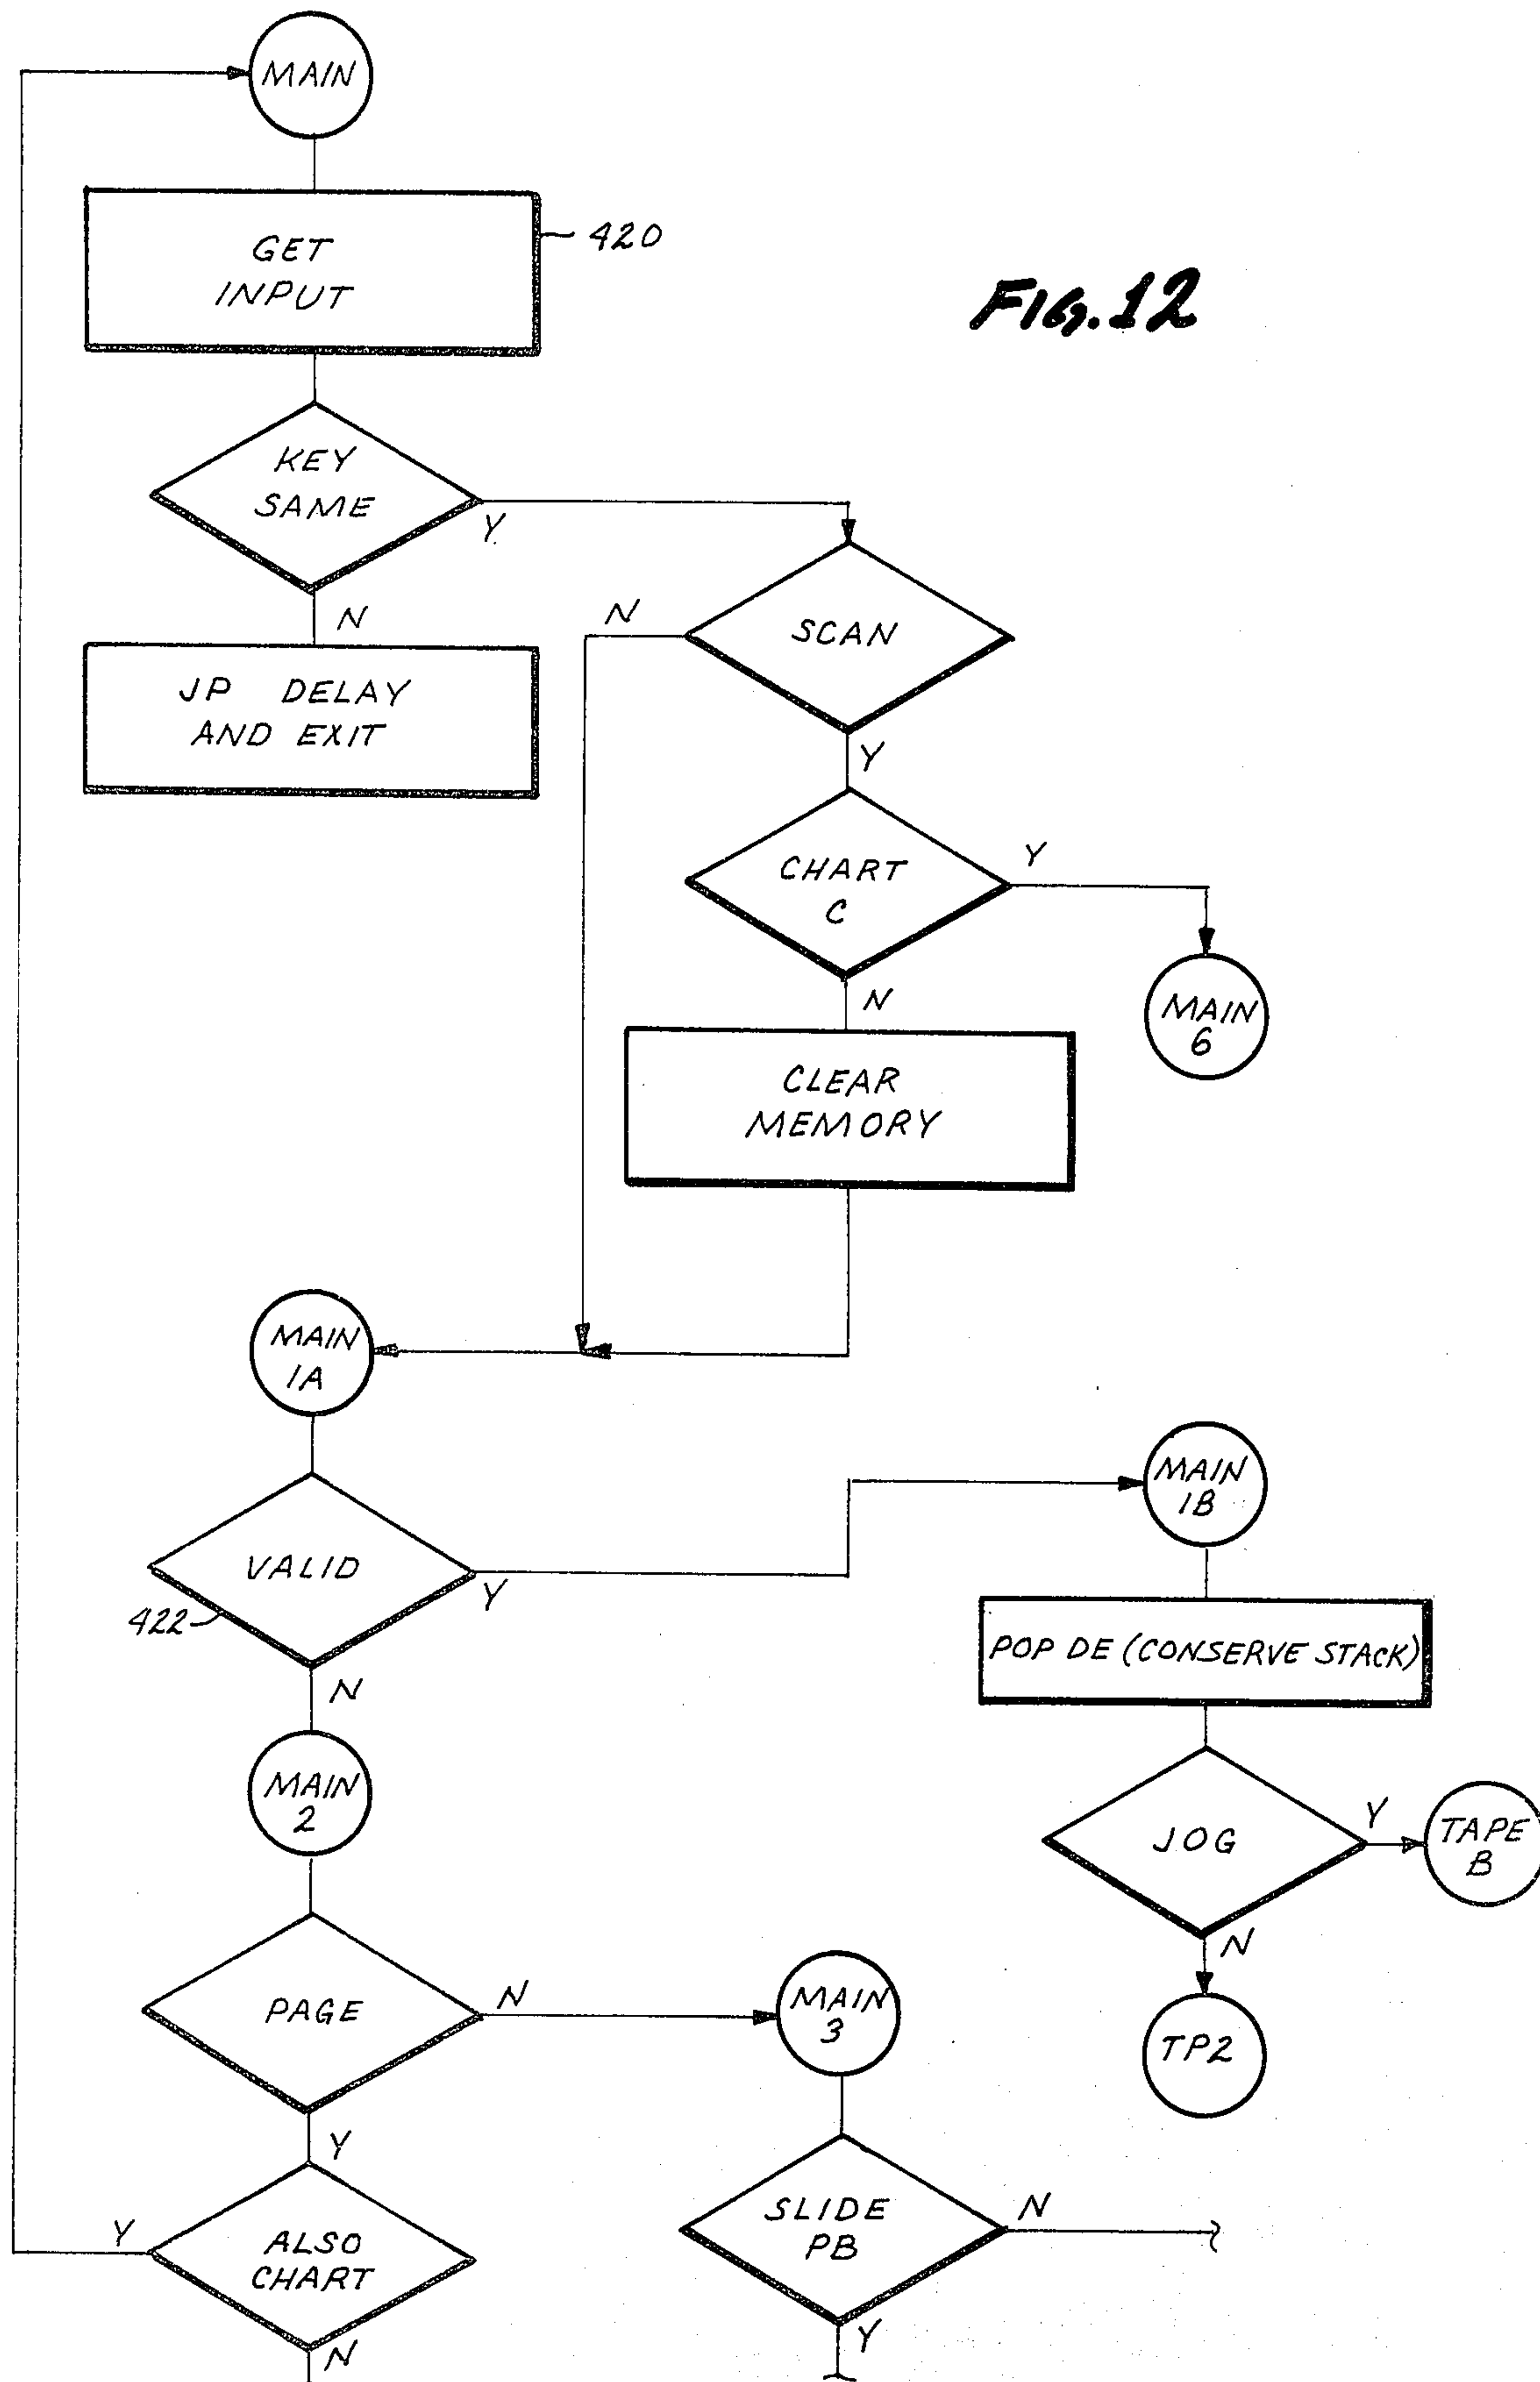 MAIN
GET
INPUT
420
FIG. 12
KEY
SAME
Y
N
N
SCAN
JP DELAY
AND EXIT
Y
CHART
C
Y
N
MAIN
6
CLEAR
MEMORY
MAIN
1A
MAIN
1B
VALID
422
Y
POP DE (CONSERVE STACK)
N
MAIN
2
JOG
Y
TAPE
B
N
PAGE
N
MAIN
3
TP2
Y
Y
ALSO
CHART
SLIDE
PB
N
N
Y